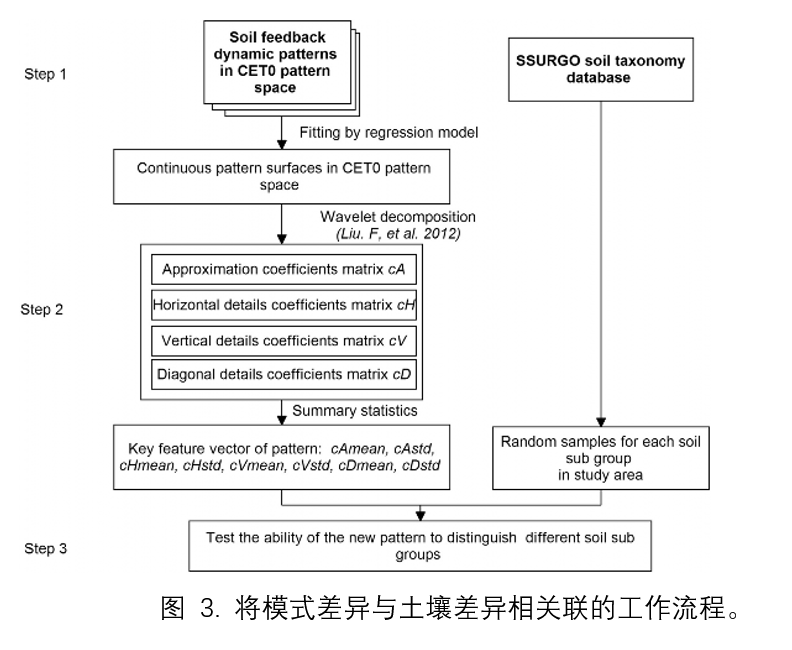 Step 1
Soil feedback
dynamic patterns
in CET0 pattern
space
SSURGO soil taxonomy
database
Fitting by regression model
Continuous pattern surfaces in CET0 pattern
space
Wavelet decomposition
(Liu. F, et al. 2012)
Step 2
Approximation coefficients matrix cA
Horizontal details coefficients matrix cH
Vertical details coefficients matrix cV
Diagonal details coefficients matrix cD
Summary statistics
Key feature vector of pattern: cAmean, cAstd,
cHmean, cHstd, cVmean, cVstd, cDmean, cDstd
Random samples for each soil
sub group
in study area
Step 3
Test the ability of the new pattern to distinguish different soil sub
groups
图 3. 将模式差异与土壤差异相关联的工作流程。